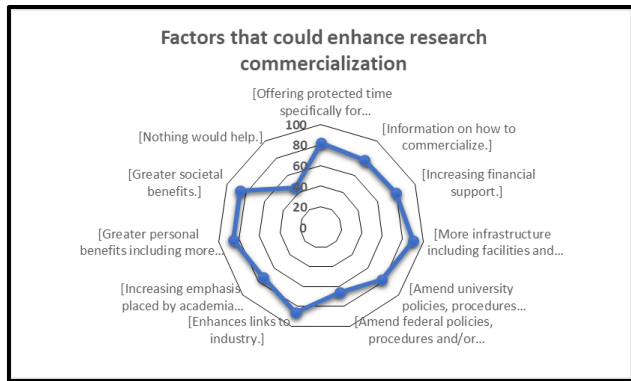 Factors that could enhance research
commercialization
[Offering protected time
specifically for...
[Information on how to
commercialize.]
[Increasing financial
support.]
[More infrastructure
including facilities and...
[Amend university
policies, procedures...
[Amend federal policies,
procedures and/or...
[Enhances links to
industry.]
[Increasing emphasis
placed by academia...
[Greater personal
benefits including more...
[Greater societal
benefits.]
[Nothing would help.]
100
80
60
40
20
0